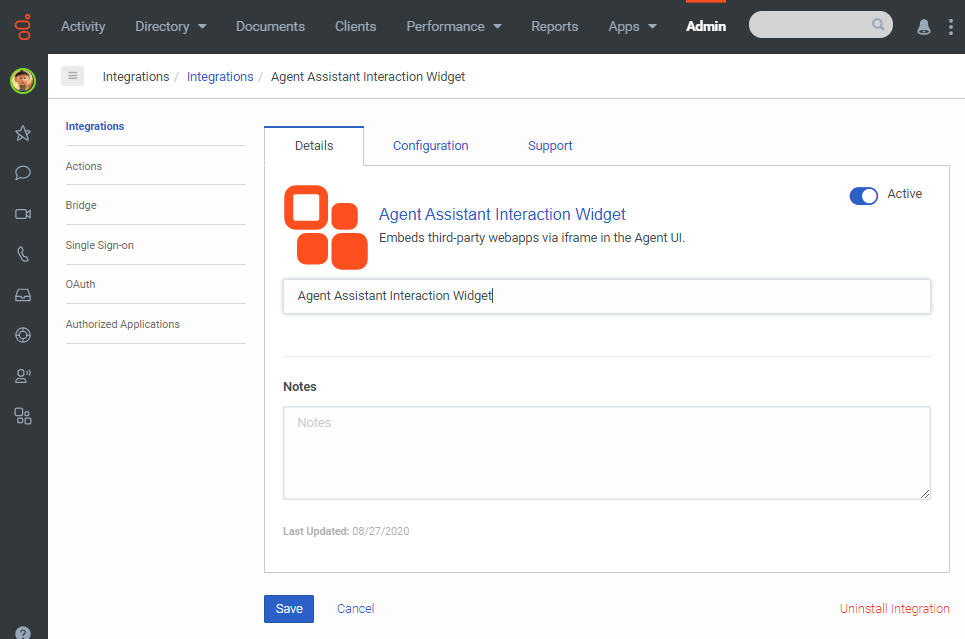 Activity Directory Documents Clients Performance Reports Apps Admin
Integrations / Integrations / Agent Assistant Interaction Widget
Integrations
Actions
Bridge
Single Sign-on
OAuth
Authorized Applications
Details Configuration Support
Active
Agent Assistant Interaction Widget
Embeds third-party webapps via iframe in the Agent UI.
Agent Assistant Interaction Widget
Notes
Notes
Last Updated: 08/27/2020
Save Cancel Uninstall Integration
?